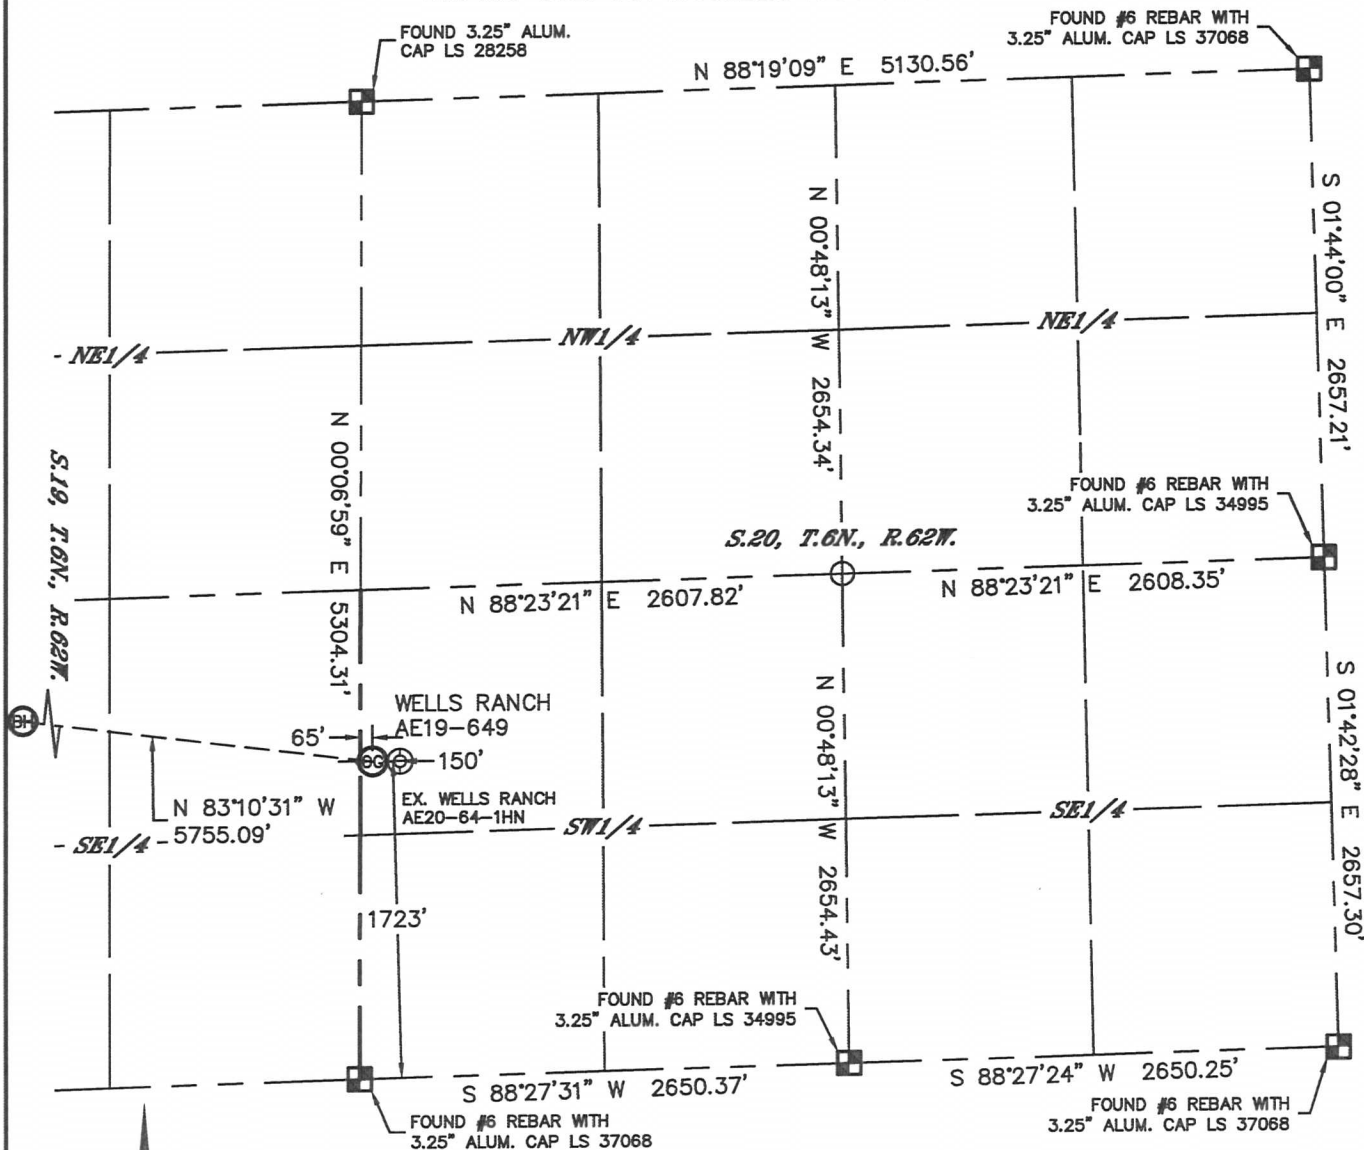 FOUND 3.25" ALUM.
CAP LS 28258
FOUND #6 REBAR WITH
3.25" ALUM. CAP LS 37068
N 88°19'09" E 5130.56'
S 01°44'00" E 2657.21'
N 00°48'13" W 2654.34'
- NE1/4
NW1/4
NE1/4
N 00°06'59" E 5304.31'
S.19, T.6N., R.62W.
FOUND #6 REBAR WITH
3.25" ALUM. CAP LS 34995
S.20, T.6N., R.62W.
N 88°23'21" E 2607.82'
N 88°23'21" E 2608.35'
BH
WELLS RANCH
AE19-649
65'
OG
150'
N 83°10'31" W
5755.09'
EX. WELLS RANCH
AE20-64-1HN
- SE1/4 -
SW1/4
SE1/4
N 00°48'13" W 2654.43'
S 01°42'28" E 2657.30'
1723'
FOUND #6 REBAR WITH
3.25" ALUM. CAP LS 34995
S 88°27'31" W 2650.37'
S 88°27'24" W 2650.25'
FOUND #6 REBAR WITH
3.25" ALUM. CAP LS 37068
FOUND #6 REBAR WITH
3.25" ALUM. CAP LS 37068